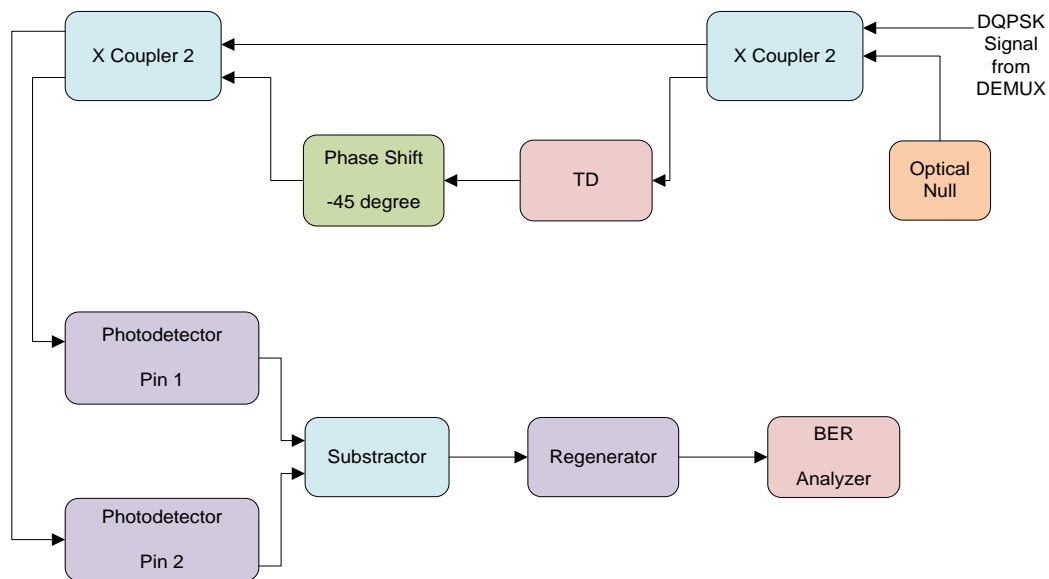 X Coupler 2
X Coupler 2
DQPSK
Signal
from
DEMUX
Phase Shift
-45 degree
TD
Optical
Null
Photodetector
Pin 1
Substractor
Regenerator
BER
Analyzer
Photodetector
Pin 2